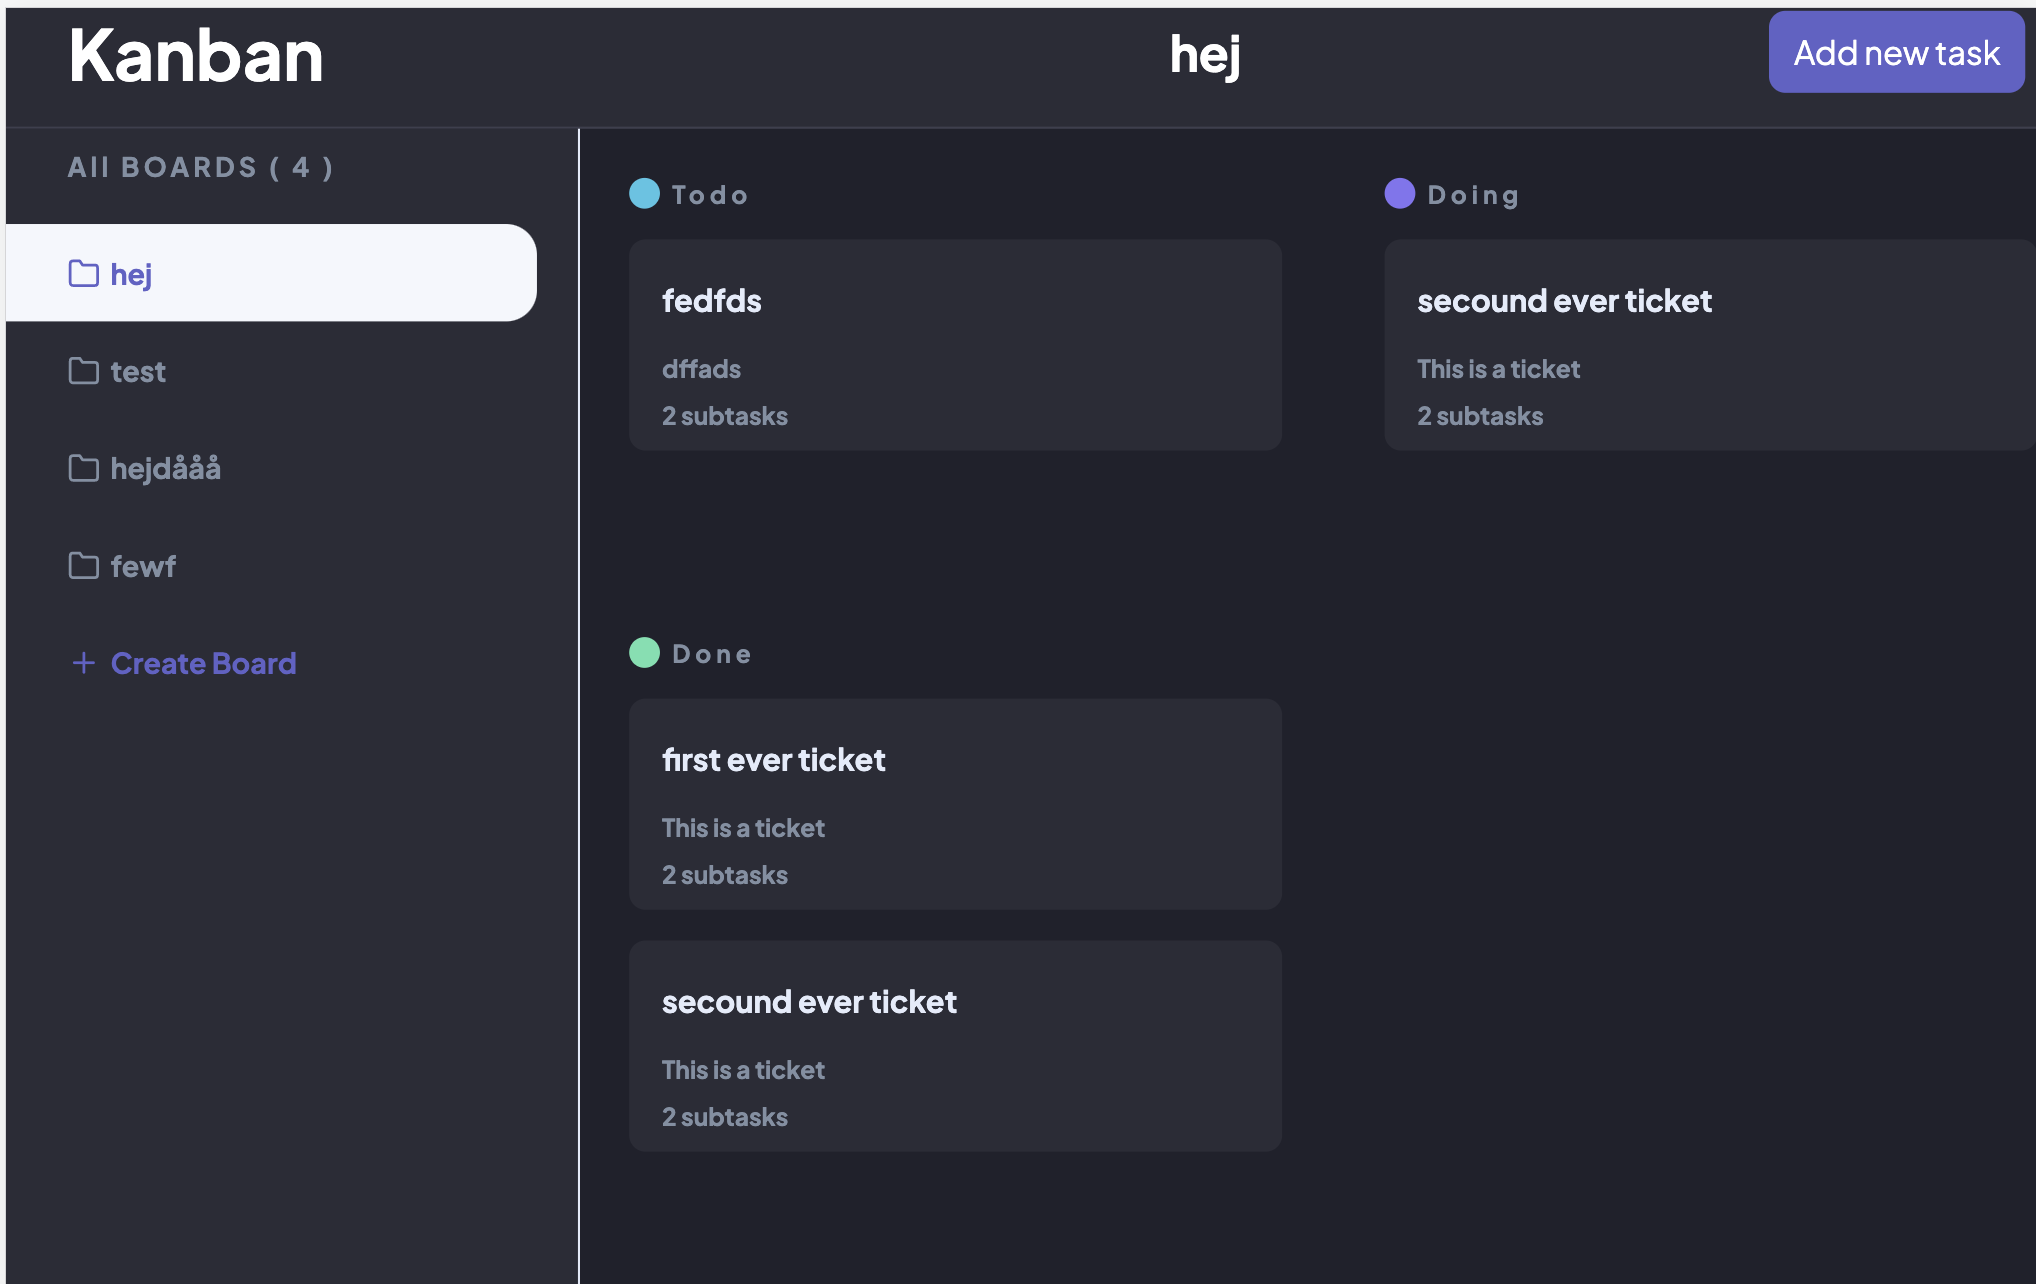 Kanban
hej
Add new task
All BOARDS ( 4 )
hej
test
hejdååå
fewf
Create Board
Todo
fedfds
dffads
2 subtasks
Doing
secound ever ticket
This is a ticket
2 subtasks
Done
first ever ticket
This is a ticket
2 subtasks
secound ever ticket
This is a ticket
2 subtasks